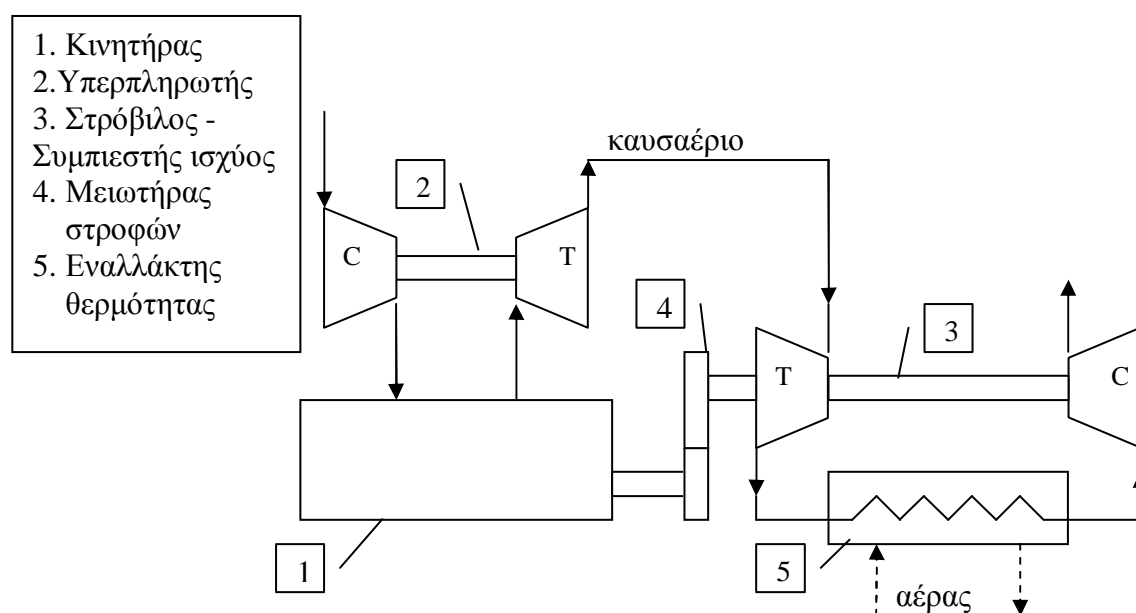 1. Κινητήρας
2.Υπερπληρωτής
3. Στρόβιλος -
Συμπιεστής ισχύος
4. Μειωτήρας
στροφών
5. Εναλλάκτης
θερμότητας
καυσαέριο
2
C
T
4
3
T
C
1
5
αέρας